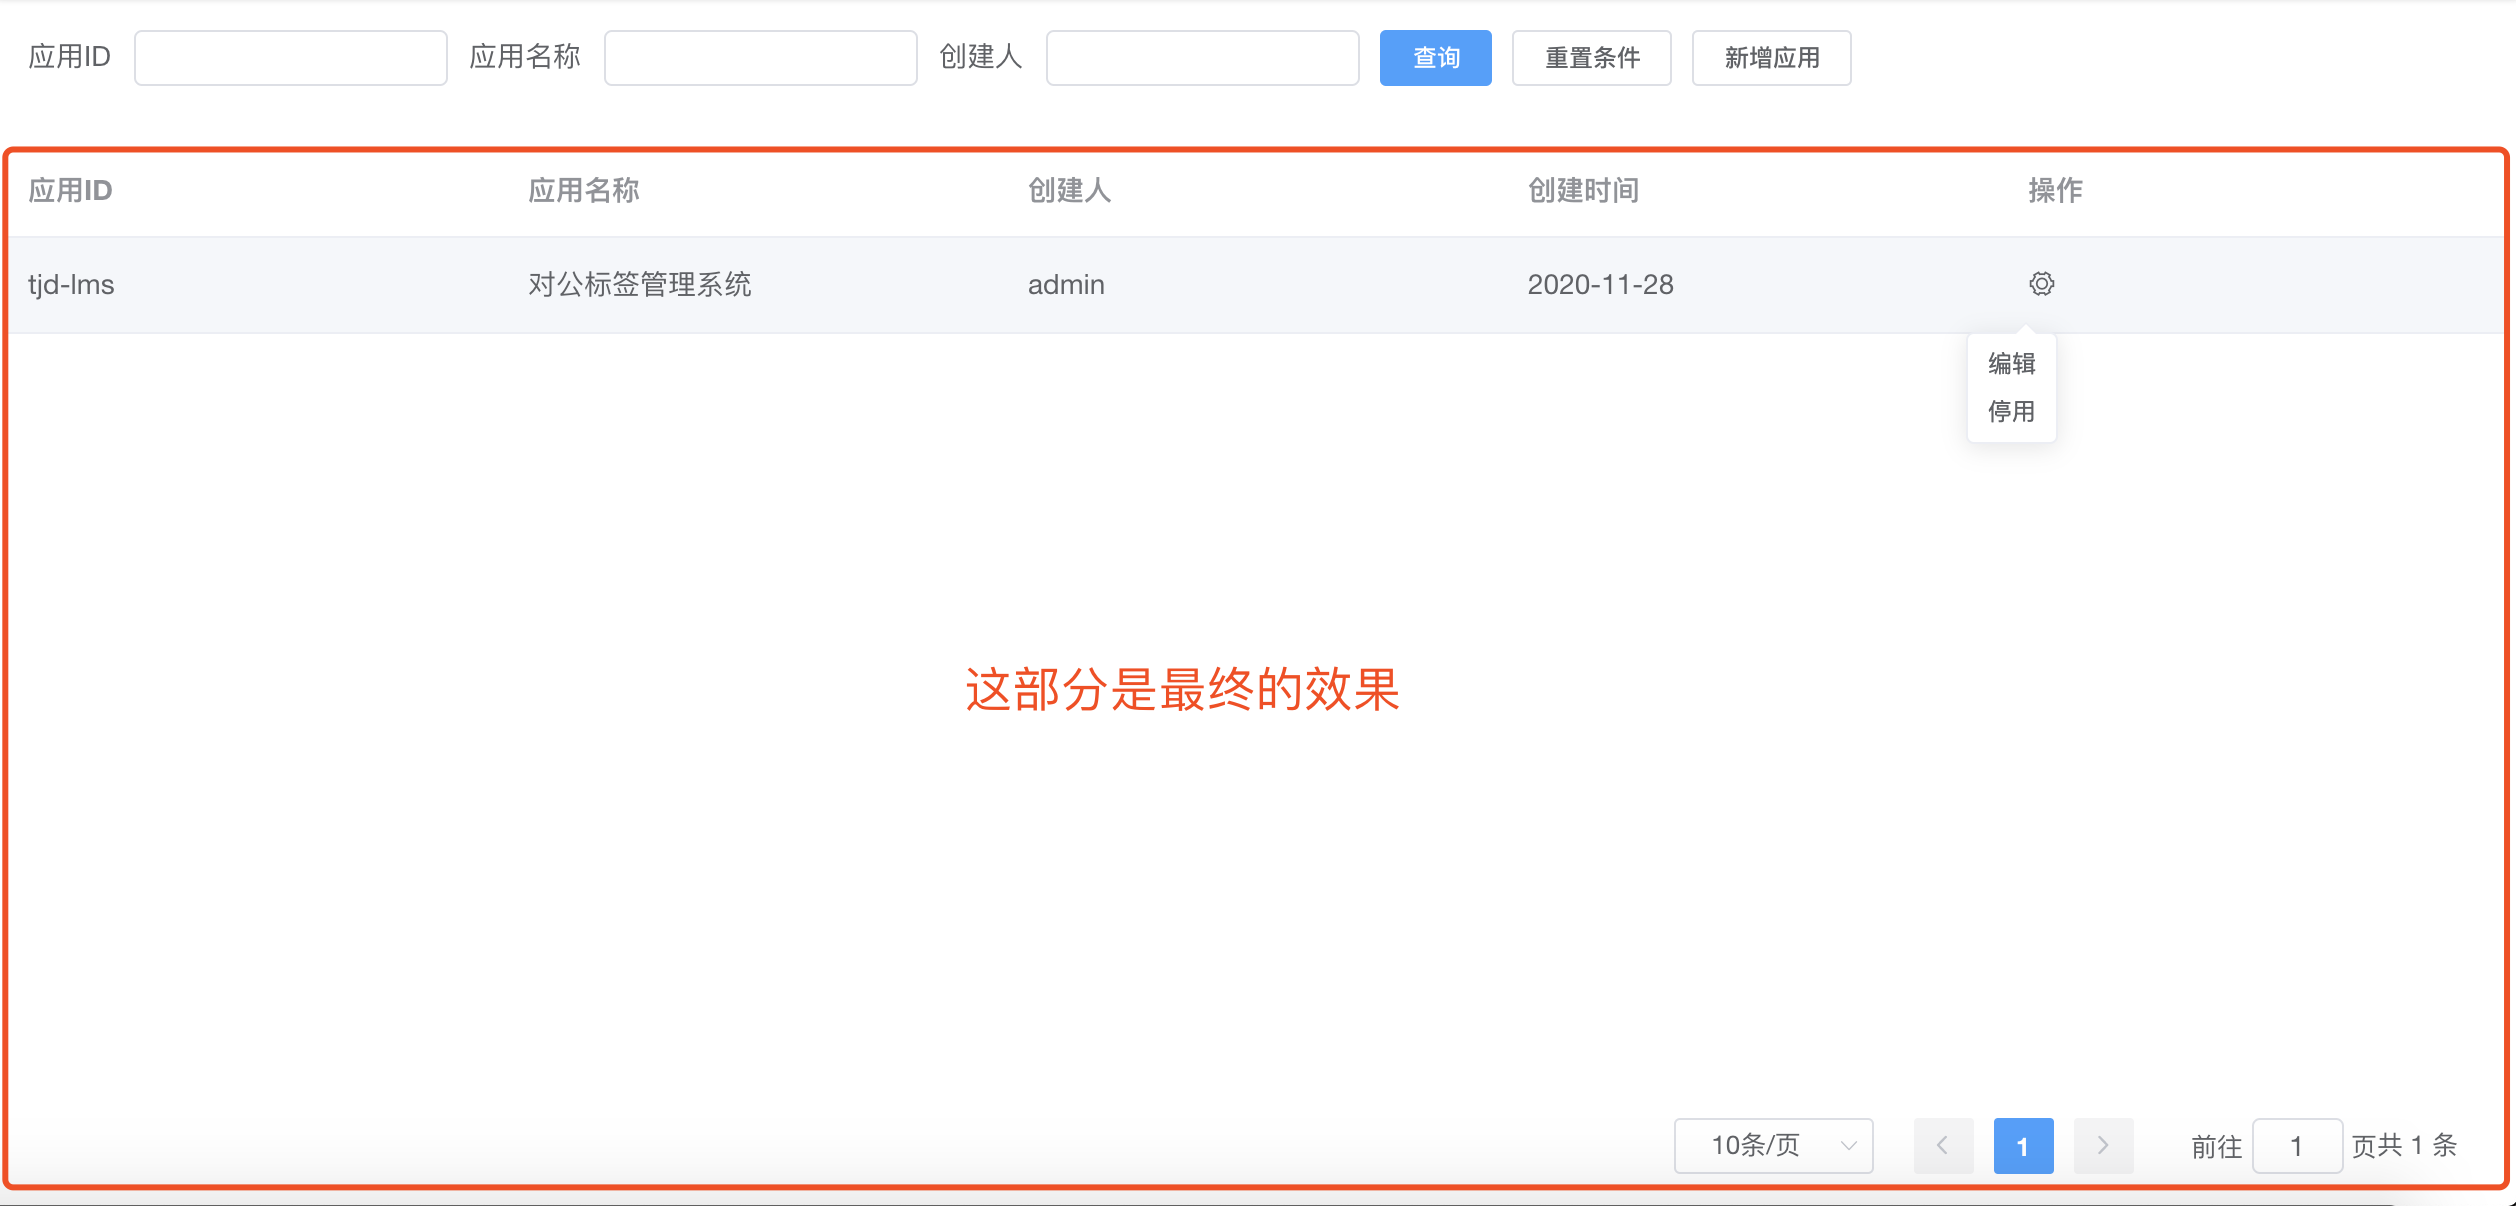 应用ID 应用名称 创建人 查询 重置条件 新增应用
应用ID 应用名称 创建人 创建时间 操作
tjd-lms 对公标签管理系统 admin 2020-11-28
编辑
停用
这部分是最终的效果
10条/页 1 前往 1 页共 1 条